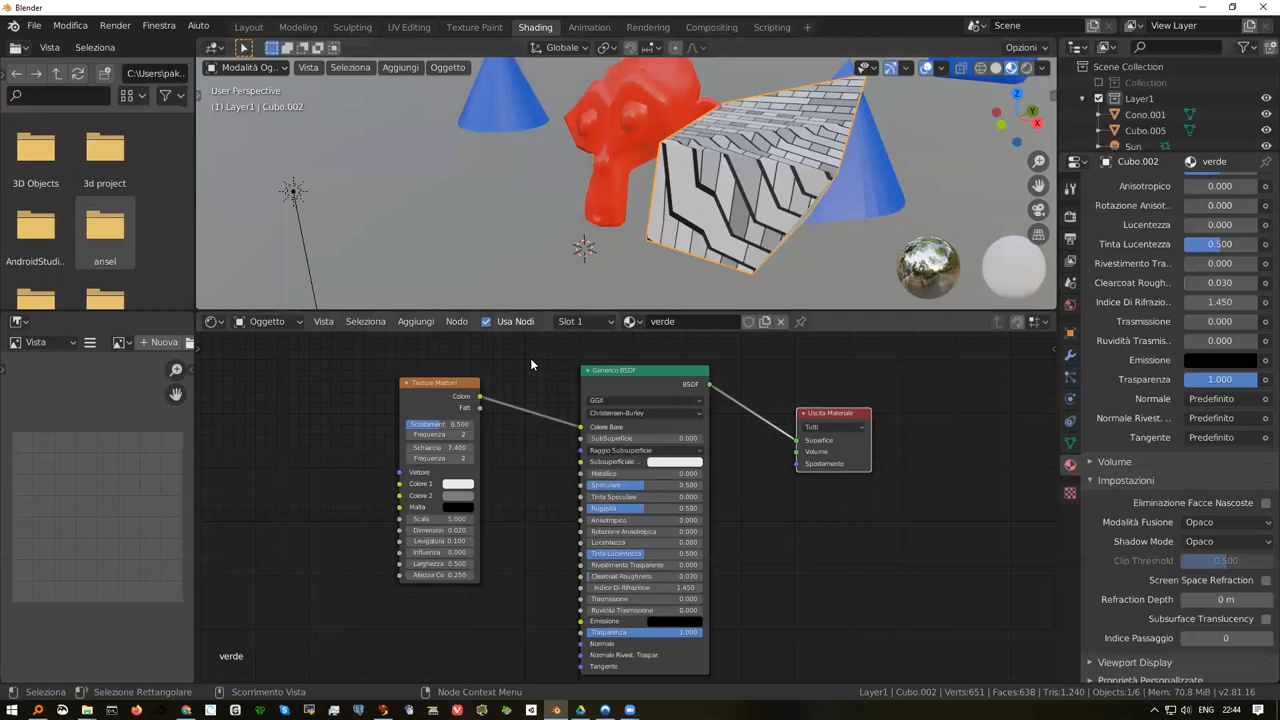 Blender
File
Render
Finestra
Aiuto
Layout
Modeling
Sculpting
UV Editing
Texture Paint
Shading
Animation
Rendering
Compositing
Scripting
+
Scene
View Layer
Vista
Seleziona
Globale
Opzioni
C:\Users\pak...
Modalità Og...
Vista
Seleziona
Aggiungi
Oggetto
User Perspective
(1) Layer1 | Cubo.002
Z
Y
X
3D Objects
3d project
AndroidStudi...
ansel
Scene Collection
Collection
Layer1
Cono.001
Cubo.005
Sun
Cubo.002
verde
Anisotropico 0.000
Rotazione Anisot... 0.000
Lucentezza 0.000
Tinta Lucentezza 0.500
Rivestimento Tra... 0.000
Clearcoat Rough... 0.030
Indice Di Rifrazio... 1.450
Trasmissione 0.000
Ruvidità Trasmis... 0.000
Emissione
Trasparenza 1.000
Normale Predefinito
Normale Rivest... Predefinito
Tangente Predefinito
Volume
Impostazioni
Eliminazione Facce Nascoste
Modalità Fusione Opaco
Shadow Mode Opaco
Clip Threshold 0.500
Screen Space Refraction
Refraction Depth 0 m
Subsurface Translucency
Indice Passaggio 0
Viewport Display
Proprietà Personalizzate
Vista
+ Nuova
Oggetto
Vista
Seleziona
Aggiungi
Nodo
Usa Nodi
Slot 1
verde
Texture Mattoni
Colore
Fatt
Scostament 0.500
Frequenza 2
Schiaccia 7.400
Frequenza 2
Vettore
Colore 1
Colore 2
Malta
Scala 5.000
Dimension 0.020
Levigatura 0.100
Influenza 0.000
Larghezza 0.500
Altezza Co 0.250
Generico BSDF
BSDF
GGX
Christensen-Burley
Colore Base
SubSuperficie 0.000
Raggio Subsuperficie
Subsuperficiale ..
Metallico 0.000
Speculare 0.500
Tinta Speculare 0.000
Rugosità 0.500
Anisotropico 0.000
Rotazione Anisotropica 0.000
Lucentezza 0.000
Tinta Lucentezza 0.500
Rivestimento Trasparente 0.000
Clearcoat Roughness 0.030
Indice Di Rifrazione 1.450
Trasmissione 0.000
Ruvidità Trasmissione 0.000
Emissione
Trasparenza 1.000
Normale
Normale Rivest. Traspar.
Tangente
Uscita Materiale
Tutti
Superfice
Volume
Spostamento
verde
Seleziona
Selezione Rettangolare
Scorrimento Vista
Node Context Menu
Layer1 | Cubo.002 | Verts:651 | Faces:638 | Tris:1,240 | Objects:1/6 | Mem: 70.8 MiB | v2.81.16
22:44